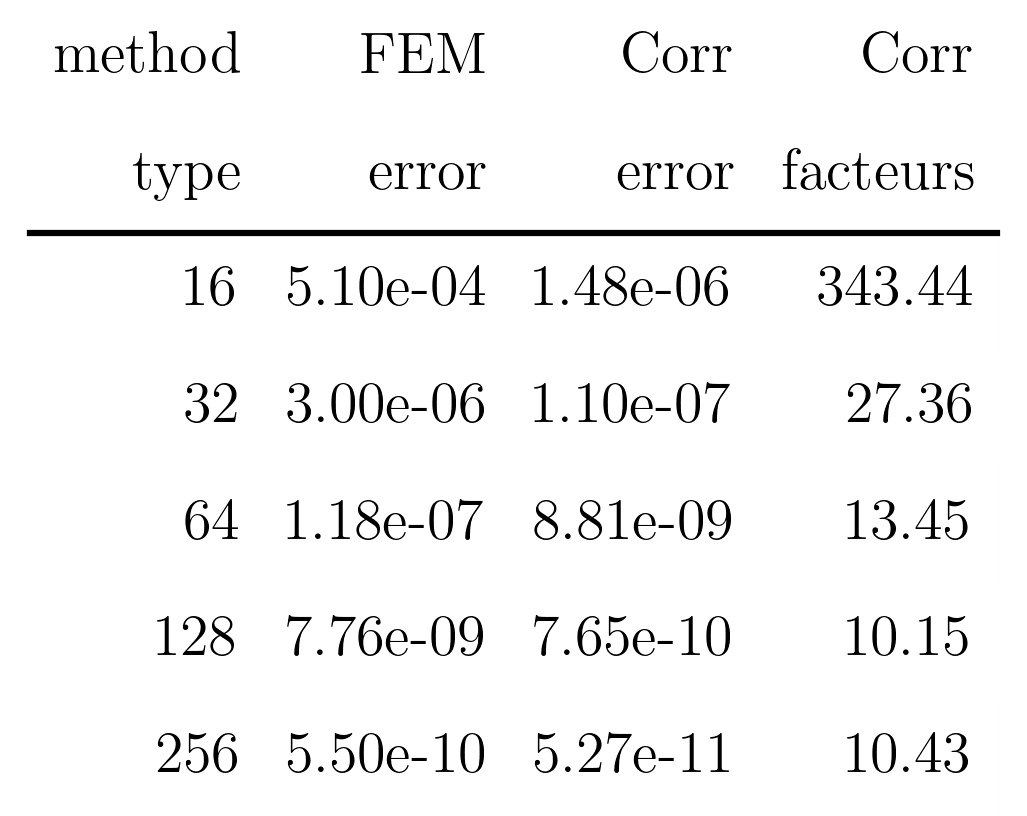 method FEM Corr Corr
type error error facteurs
16 5.10e-04 1.48e-06 343.44
32 3.00e-06 1.10e-07 27.36
64 1.18e-07 8.81e-09 13.45
128 7.76e-09 7.65e-10 10.15
256 5.50e-10 5.27e-11 10.43